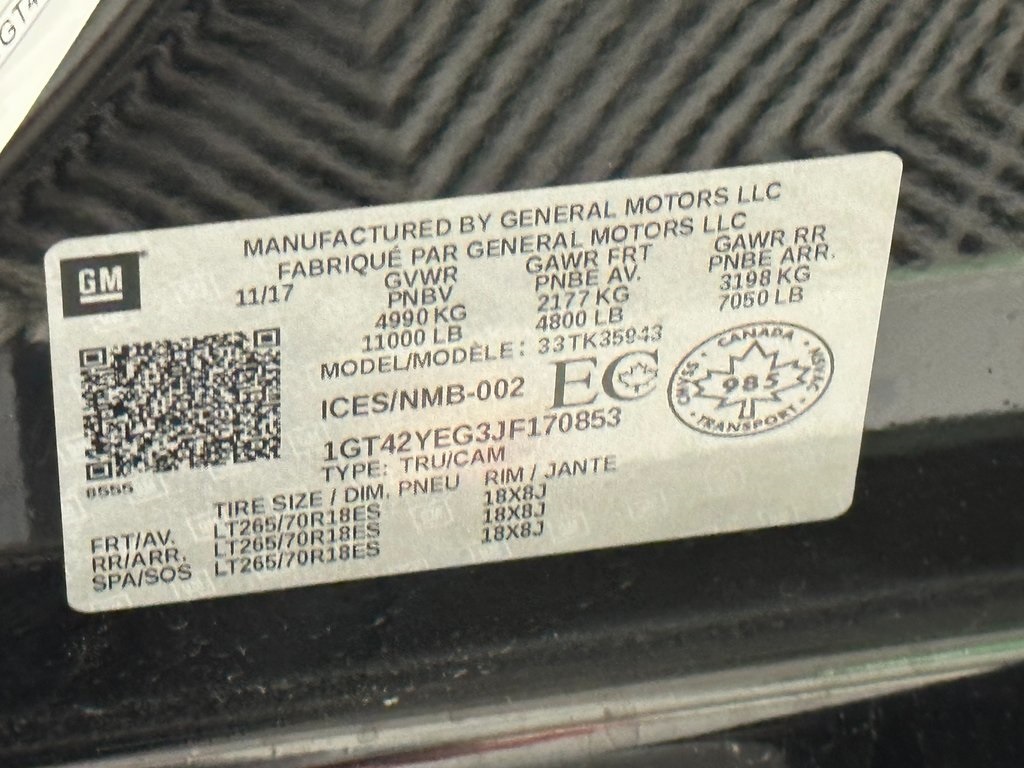 GT4
MANUFACTURED BY GENERAL MOTORS LLC
FABRIQUÉ PAR GENERAL MOTORS LLC
GM
11/17
GVWR
PNBV
4990 KG
11000 LB
GAWR FRT
PNBE AV.
2177 KG
4800 LB
GAWR RR
PNBE ARR.
3198 KG
7050 LB
MODEL/MODÈLE: 33TK35943
ICES/NMB-002
EC
CANADA
985
TRANSPORT
1GT42YEG3JF170853
TYPE: TRU/CAM
8555
TIRE SIZE / DIM. PNEU RIM / JANTE
FRT/AV. LT265/70R18ES 18X8J
RR/ARR. LT265/70R18ES 18X8J
SPA/SOS LT265/70R18ES 18X8J